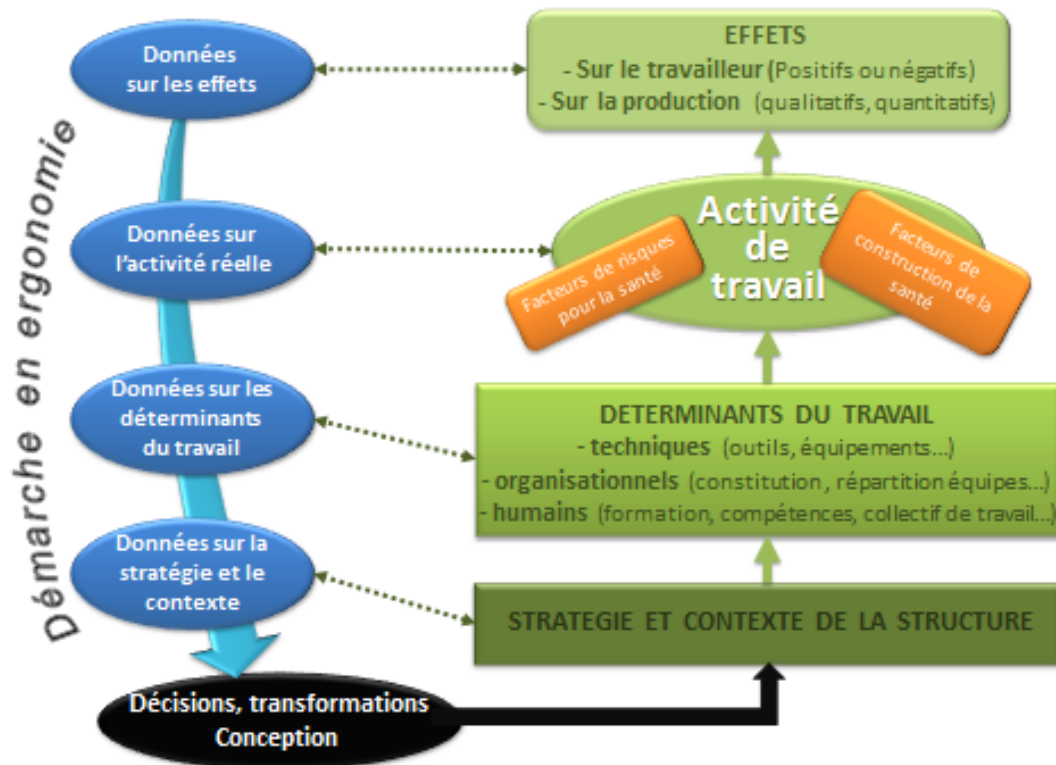 Démarche en ergonomie
Données
sur les effets
Données sur
l'activité réelle
Données sur les
déterminants
du travail
Données sur la
stratégie et le
contexte
Décisions, transformations
Conception
EFFETS
- Sur le travailleur (Positifs ou négatifs)
- Sur la production (qualitatifs, quantitatifs)
Activité
de
travail
Facteurs de risques
pour la santé
Facteurs de
construction de la
santé
DETERMINANTS DU TRAVAIL
- techniques (outils, équipements...)
- organisationnels (constitution, répartition équipes...)
- humains (formation, compétences, collectif de travail...)
STRATEGIE ET CONTEXTE DE LA STRUCTURE